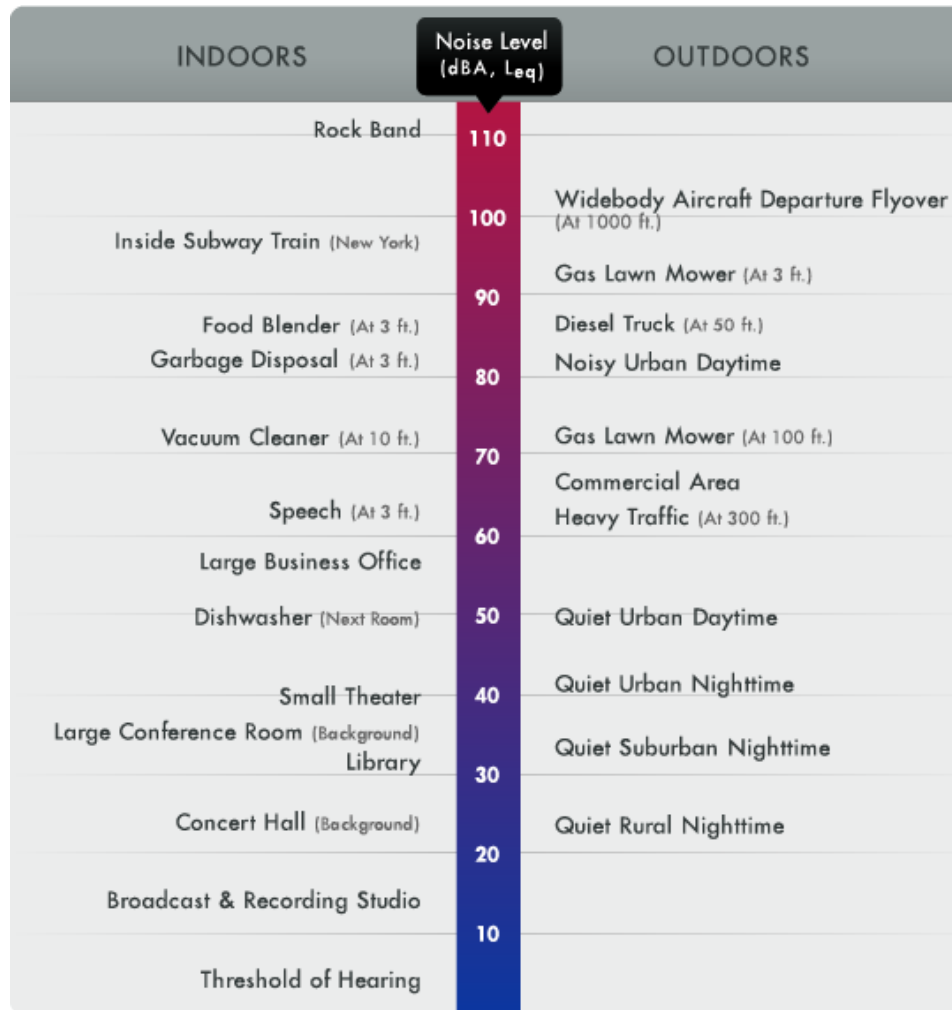 INDOORS
Noise Level
(dBA, Leq)
OUTDOORS
Rock Band
110
Widebody Aircraft Departure Flyover
(At 1000 ft.)
100
Inside Subway Train (New York)
Gas Lawn Mower (At 3 ft.)
90
Food Blender (At 3 ft.)
Diesel Truck (At 50 ft.)
Garbage Disposal (At 3 ft.)
Noisy Urban Daytime
80
Vacuum Cleaner (At 10 ft.)
Gas Lawn Mower (At 100 ft.)
70
Commercial Area
Speech (At 3 ft.)
Heavy Traffic (At 300 ft.)
60
Large Business Office
Dishwasher (Next Room)
50
Quiet Urban Daytime
Small Theater
40
Quiet Urban Nighttime
Large Conference Room (Background)
Quiet Suburban Nighttime
Library
30
Concert Hall (Background)
Quiet Rural Nighttime
20
Broadcast & Recording Studio
10
Threshold of Hearing